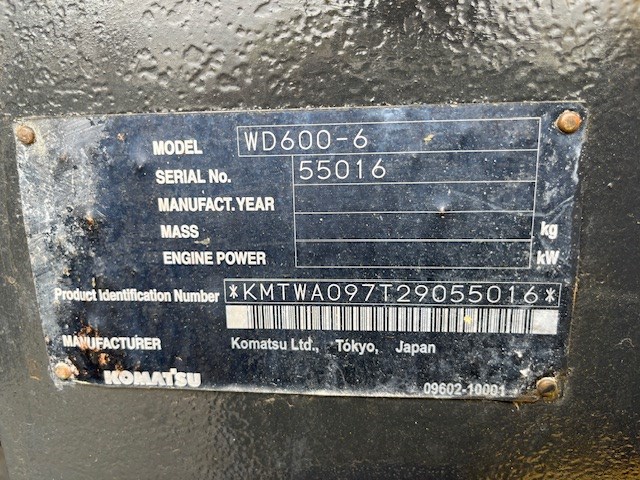 MODEL WD600-6
SERIAL No. 55016
MANUFACT. YEAR
MASS kg
ENGINE POWER kW
Product Identification Number *KMTWA097T29055016*
MANUFACTURER Komatsu Ltd., Tókyo, Japan
KOMATSU 09602-10001